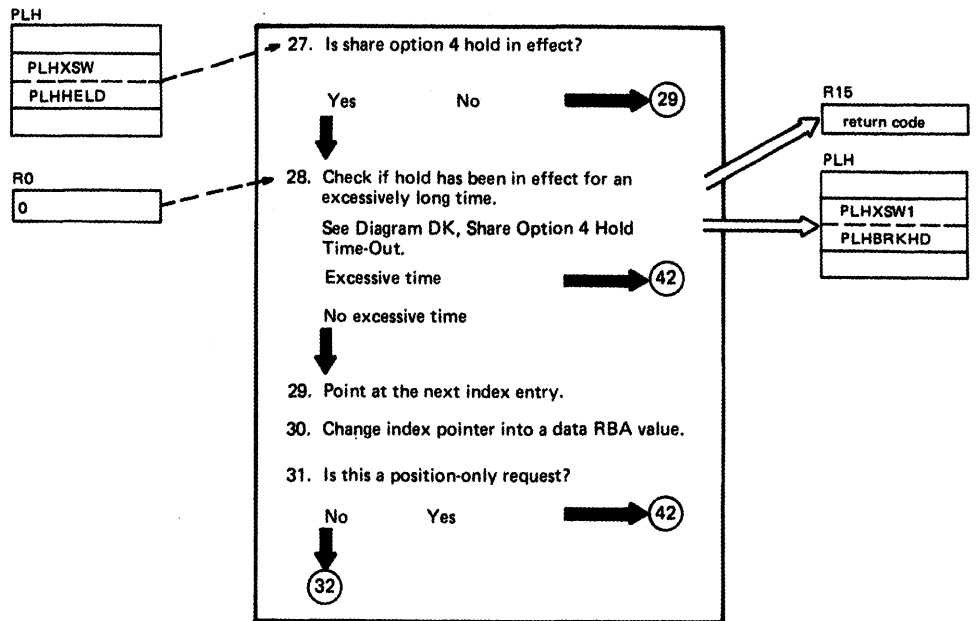 PLH
PLHXSW
PLHHELD
R0
0
27. Is share option 4 hold in effect?
Yes No 29
28. Check if hold has been in effect for an
excessively long time.
See Diagram DK, Share Option 4 Hold
Time-Out.
Excessive time 42
No excessive time
29. Point at the next index entry.
30. Change index pointer into a data RBA value.
31. Is this a position-only request?
No Yes 42
32
R15
return code
PLH
PLHXSW1
PLHBRKHD